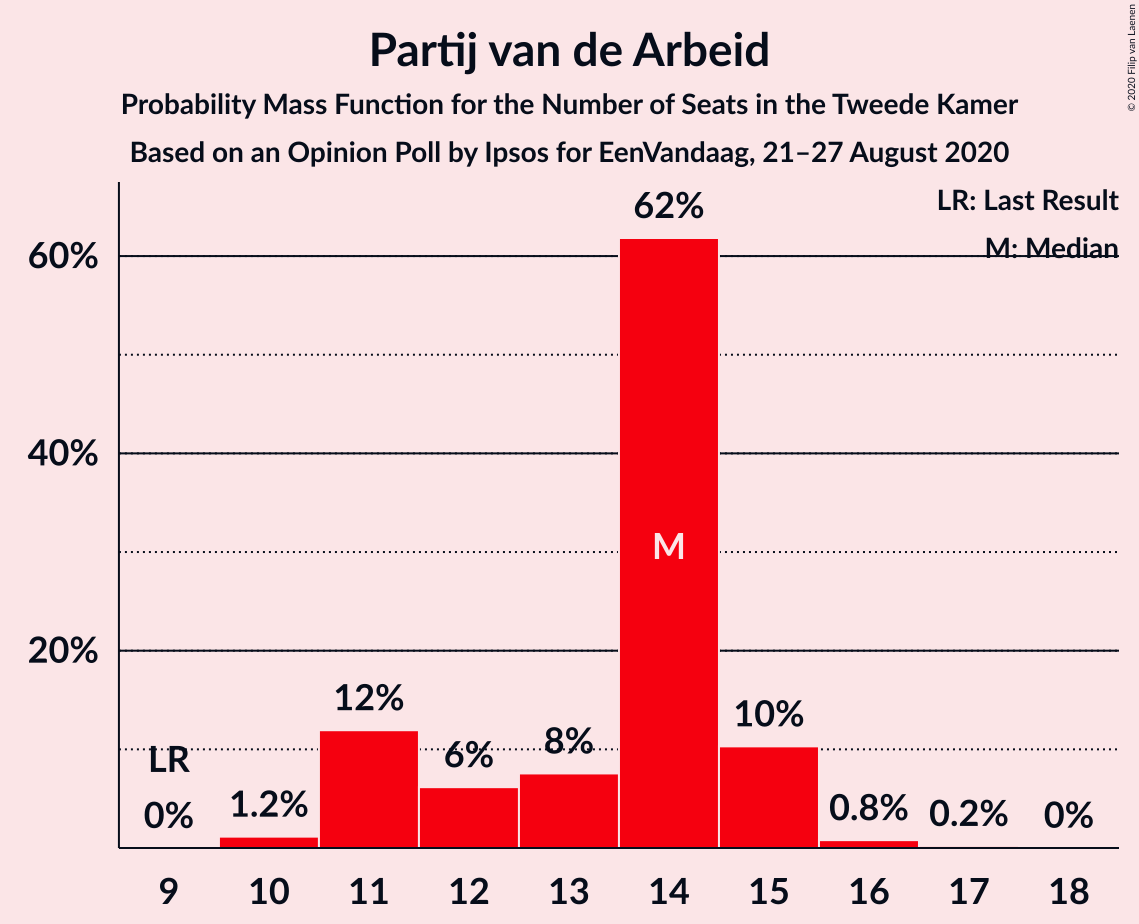 Partij van de Arbeid
Probability Mass Function for the Number of Seats in the Tweede Kamer
Based on an Opinion Poll by Ipsos for EenVandaag, 21–27 August 2020
© 2020 Filip van Laenen
LR: Last Result
M: Median
60%
40%
20%
LR
0%
1.2%
12%
6%
8%
62%
M
10%
0.8%
0.2%
0%
9 10 11 12 13 14 15 16 17 18